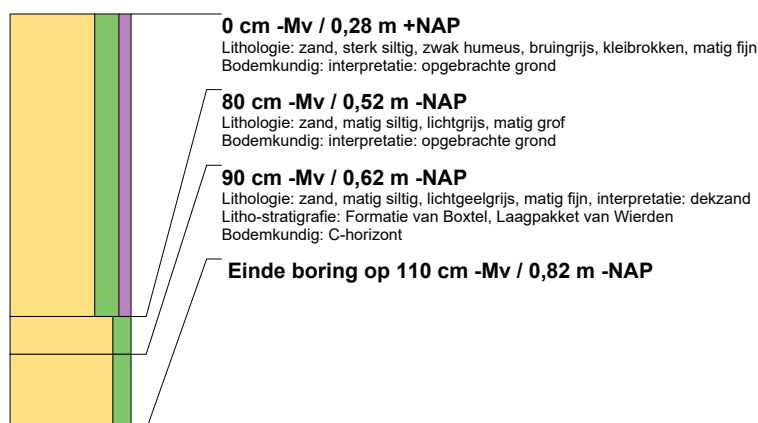 0 cm -Mv / 0,28 m +NAP
Lithologie: zand, sterk siltig, zwak humeus, bruingrijs, kleibrokken, matig fijn
Bodemkundig: interpretatie: opgebrachte grond
80 cm -Mv / 0,52 m -NAP
Lithologie: zand, matig siltig, lichtgrijs, matig grof
Bodemkundig: interpretatie: opgebrachte grond
90 cm -Mv / 0,62 m -NAP
Lithologie: zand, matig siltig, lichtgeelgrijs, matig fijn, interpretatie: dekzand
Litho-stratigrafie: Formatie van Boxtel, Laagpakket van Wierden
Bodemkundig: C-horizont
Einde boring op 110 cm -Mv / 0,82 m -NAP